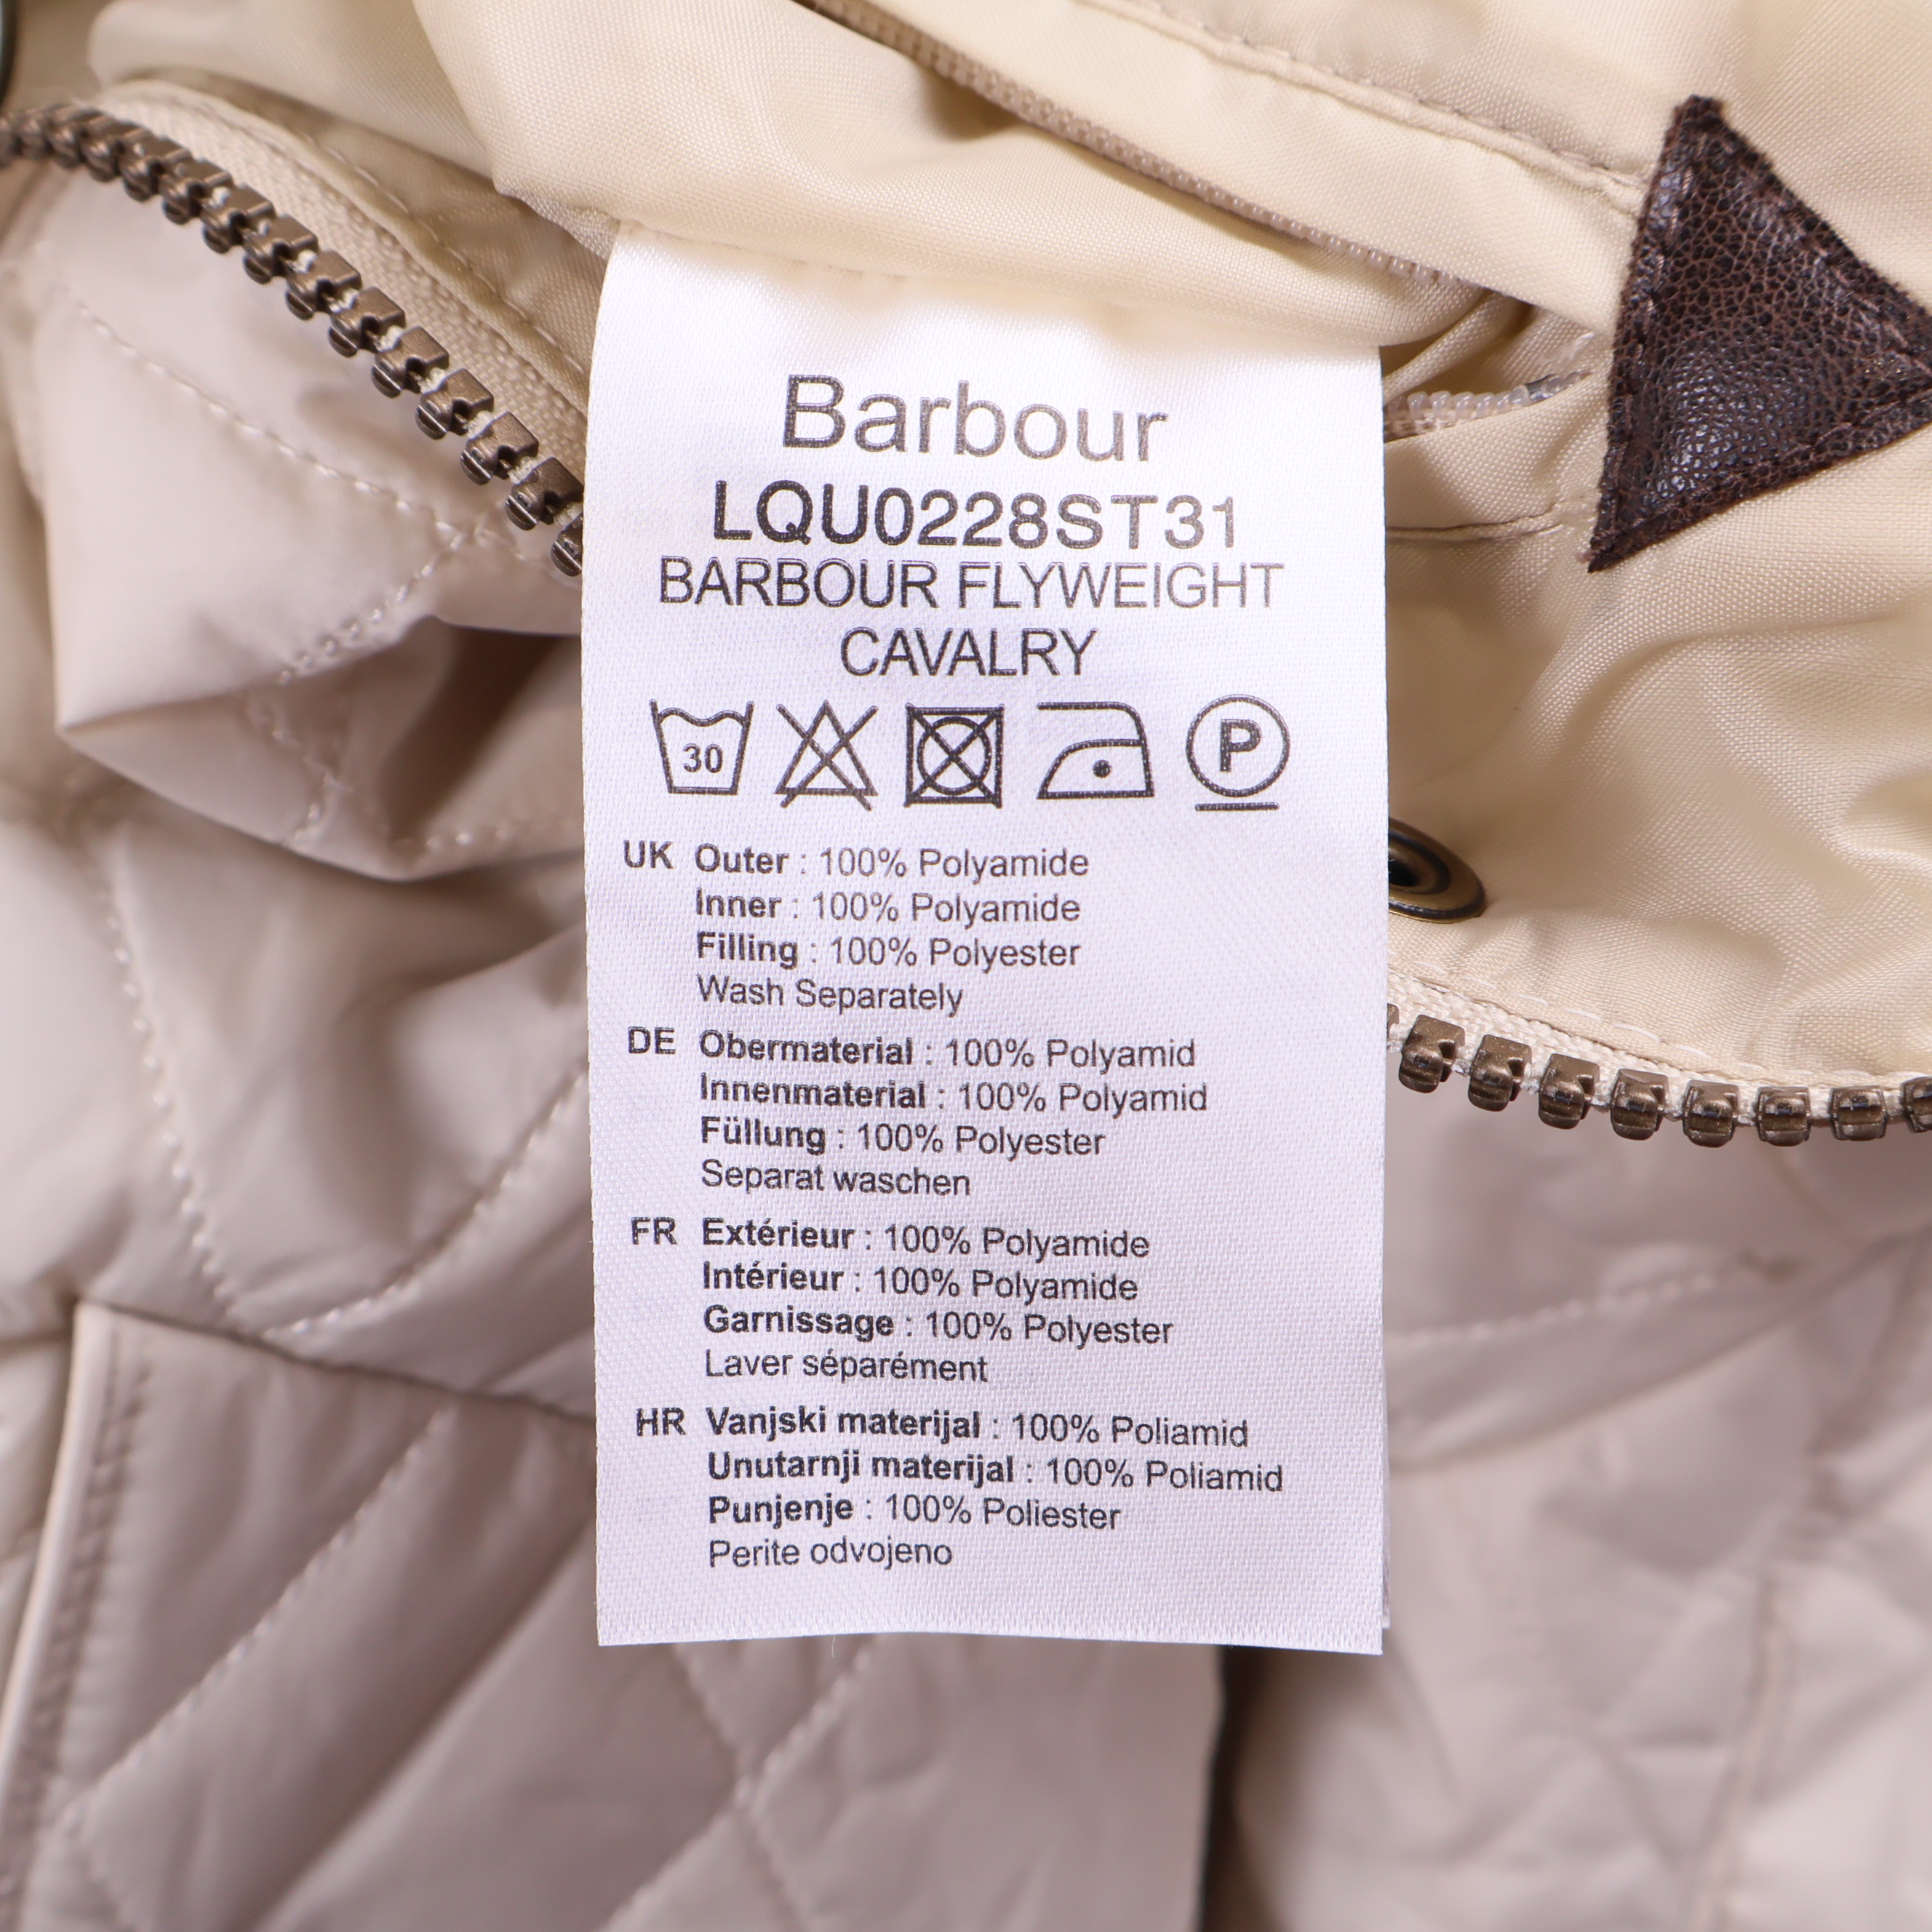 Barbour
LQU0228ST31
BARBOUR FLYWEIGHT
CAVALRY
30 P
UK Outer : 100% Polyamide
Inner : 100% Polyamide
Filling : 100% Polyester
Wash Separately
DE Obermaterial : 100% Polyamid
Innenmaterial : 100% Polyamid
Füllung : 100% Polyester
Separat waschen
FR Extérieur : 100% Polyamide
Intérieur : 100% Polyamide
Garnissage : 100% Polyester
Laver séparément
HR Vanjski materijal : 100% Poliamid
Unutarnji materijal : 100% Poliamid
Punjenje : 100% Poliester
Perite odvojeno